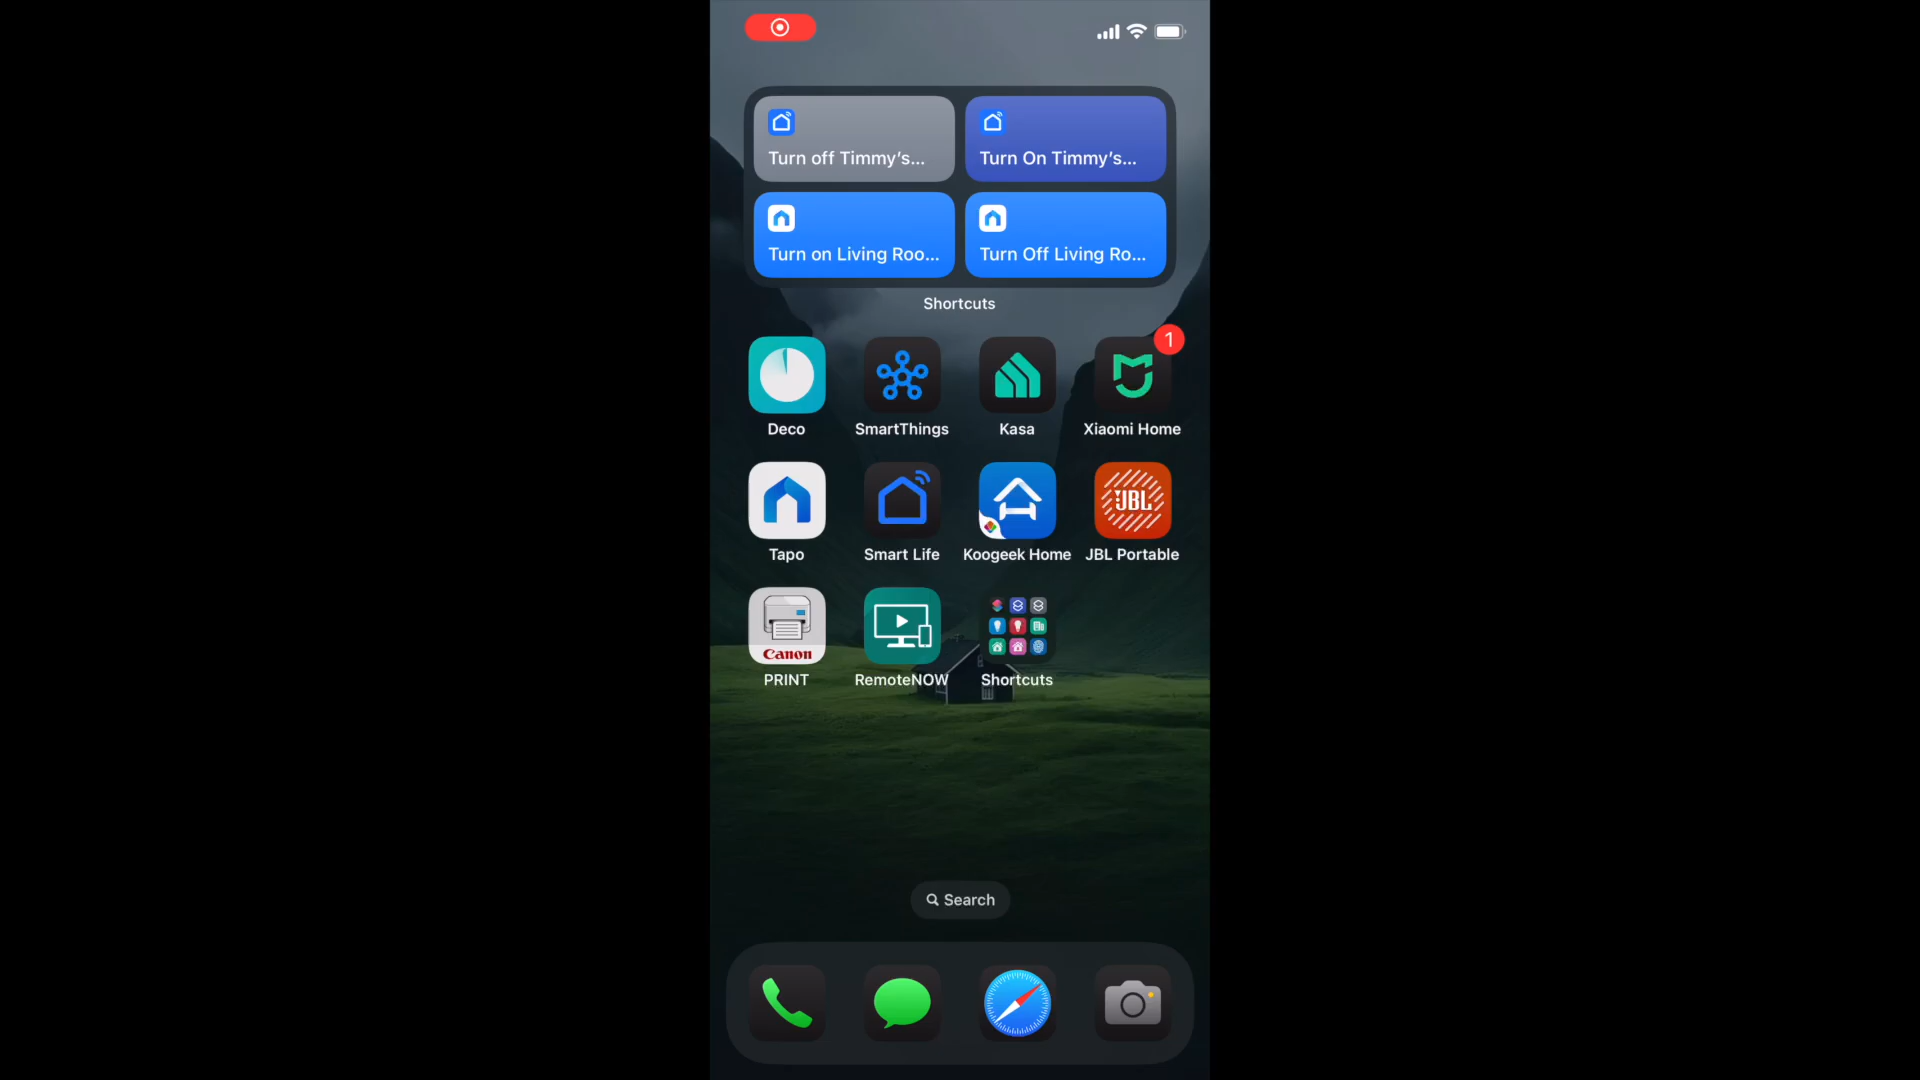 Turn off Timmy’s...
Turn On Timmy’s...
Turn on Living Roo...
Turn Off Living Ro...
Shortcuts
1
Deco
SmartThings
Kasa
Xiaomi Home
JBL
Tapo
Smart Life
Koogeek Home
JBL Portable
Canon
PRINT
RemoteNOW
Shortcuts
Search